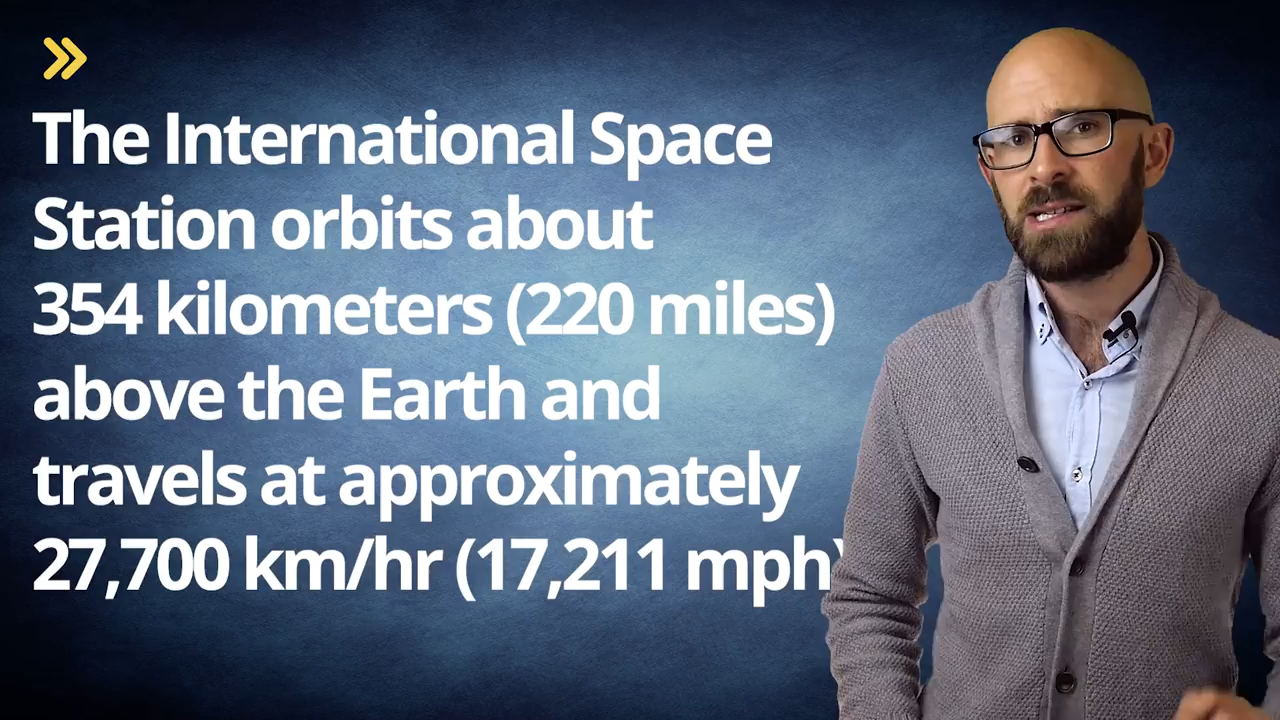 The International Space
Station orbits about
354 kilometers (220 miles)
above the Earth and
travels at approximately
27,700 km/hr (17,211 mph)